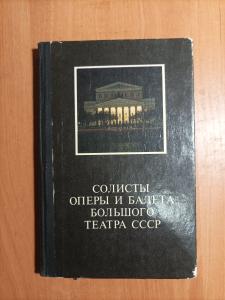 СОЛИСТЫ
ОПЕРЫ И БАЛЕТА
БОЛЬШОГО
ТЕАТРА СССР